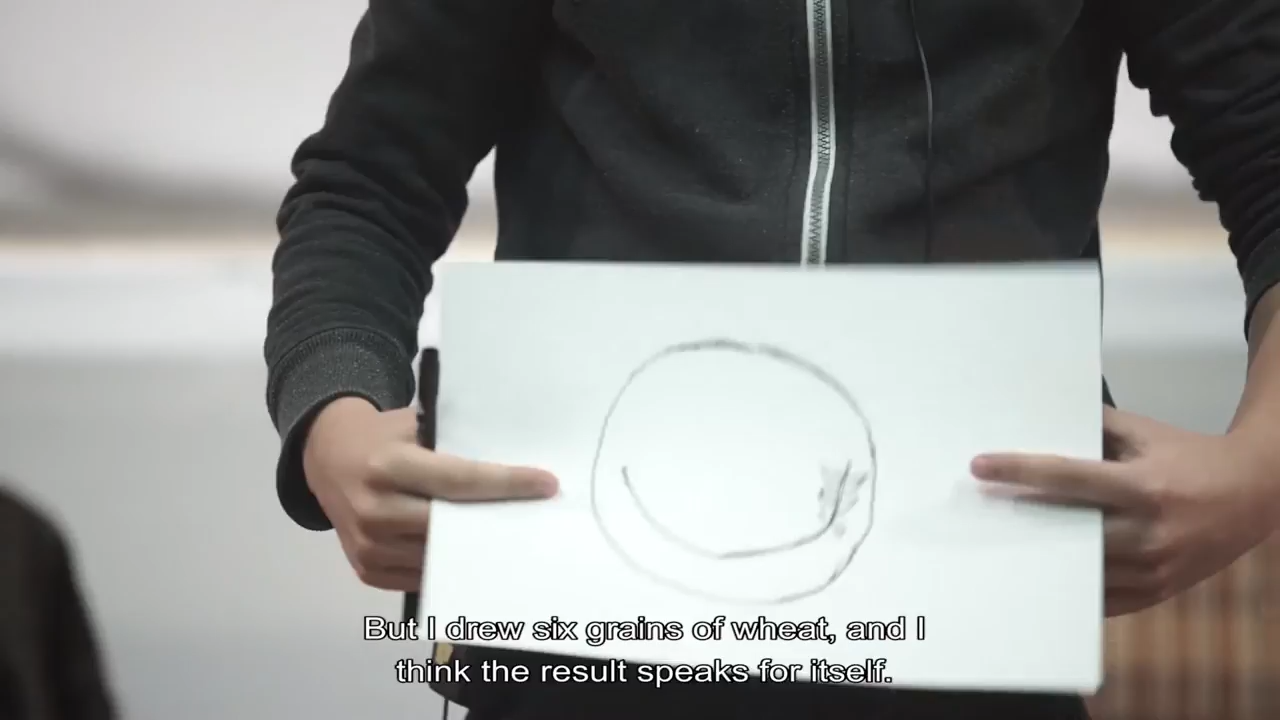 But I drew six grains of wheat, and I
think the result speaks for itself.